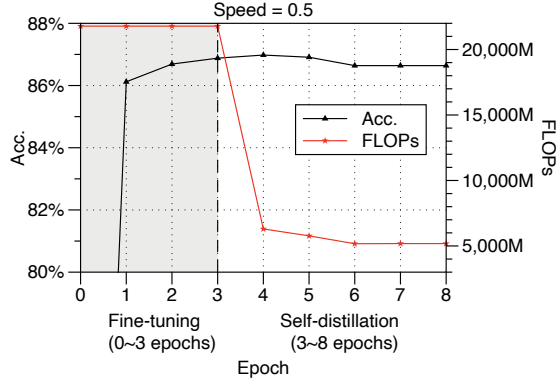 Speed = 0.5
88%
86%
84%
82%
80%
Acc.
20,000M
15,000M
10,000M
5,000M
FLOPs
Acc.
FLOPs
0 1 2 3 4 5 6 7 8
Fine-tuning Self-distillation
(0~3 epochs) (3~8 epochs)
Epoch